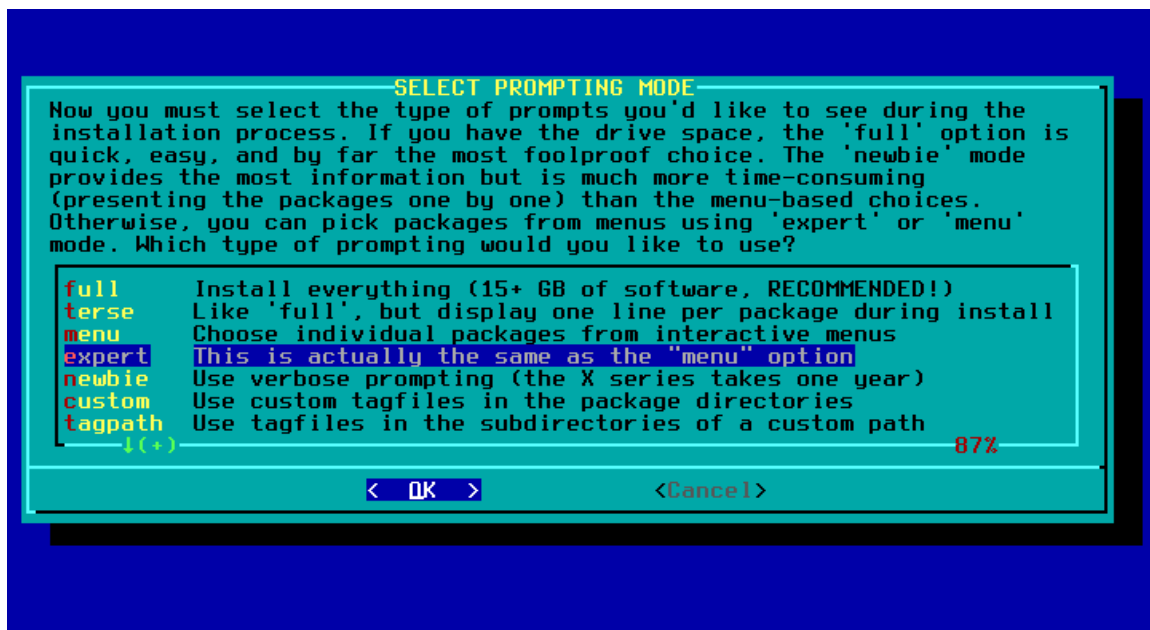 SELECT PROMPTING MODE
Now you must select the type of prompts you'd like to see during the
installation process. If you have the drive space, the 'full' option is
quick, easy, and by far the most foolproof choice. The 'newbie' mode
provides the most information but is much more time-consuming
(presenting the packages one by one) than the menu-based choices.
Otherwise, you can pick packages from menus using 'expert' or 'menu'
mode. Which type of prompting would you like to use?
full Install everything (15+ GB of software, RECOMMENDED!)
terse Like 'full', but display one line per package during install
menu Choose individual packages from interactive menus
expert This is actually the same as the "menu" option
newbie Use verbose prompting (the X series takes one year)
custom Use custom tagfiles in the package directories
tagpath Use tagfiles in the subdirectories of a custom path
↓(+) 87%
< OK > <Cancel>